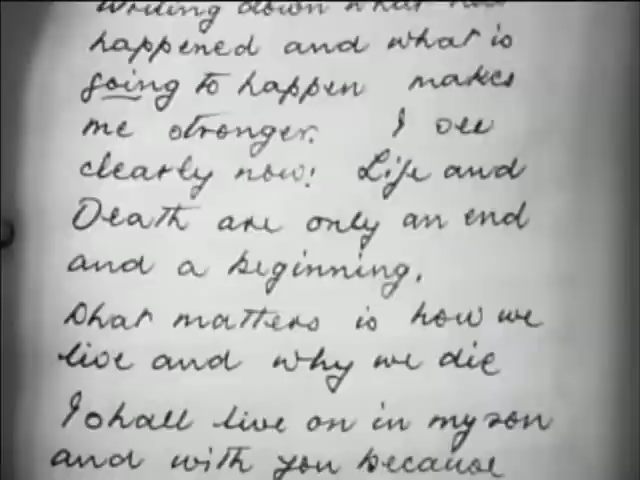 Writing down what has
happened and what is
going to happen makes
me stronger. I see
clearly now! Life and
Death are only an end
and a beginning.
What matters is how we
live and why we die
I shall live on in my son
and with you because